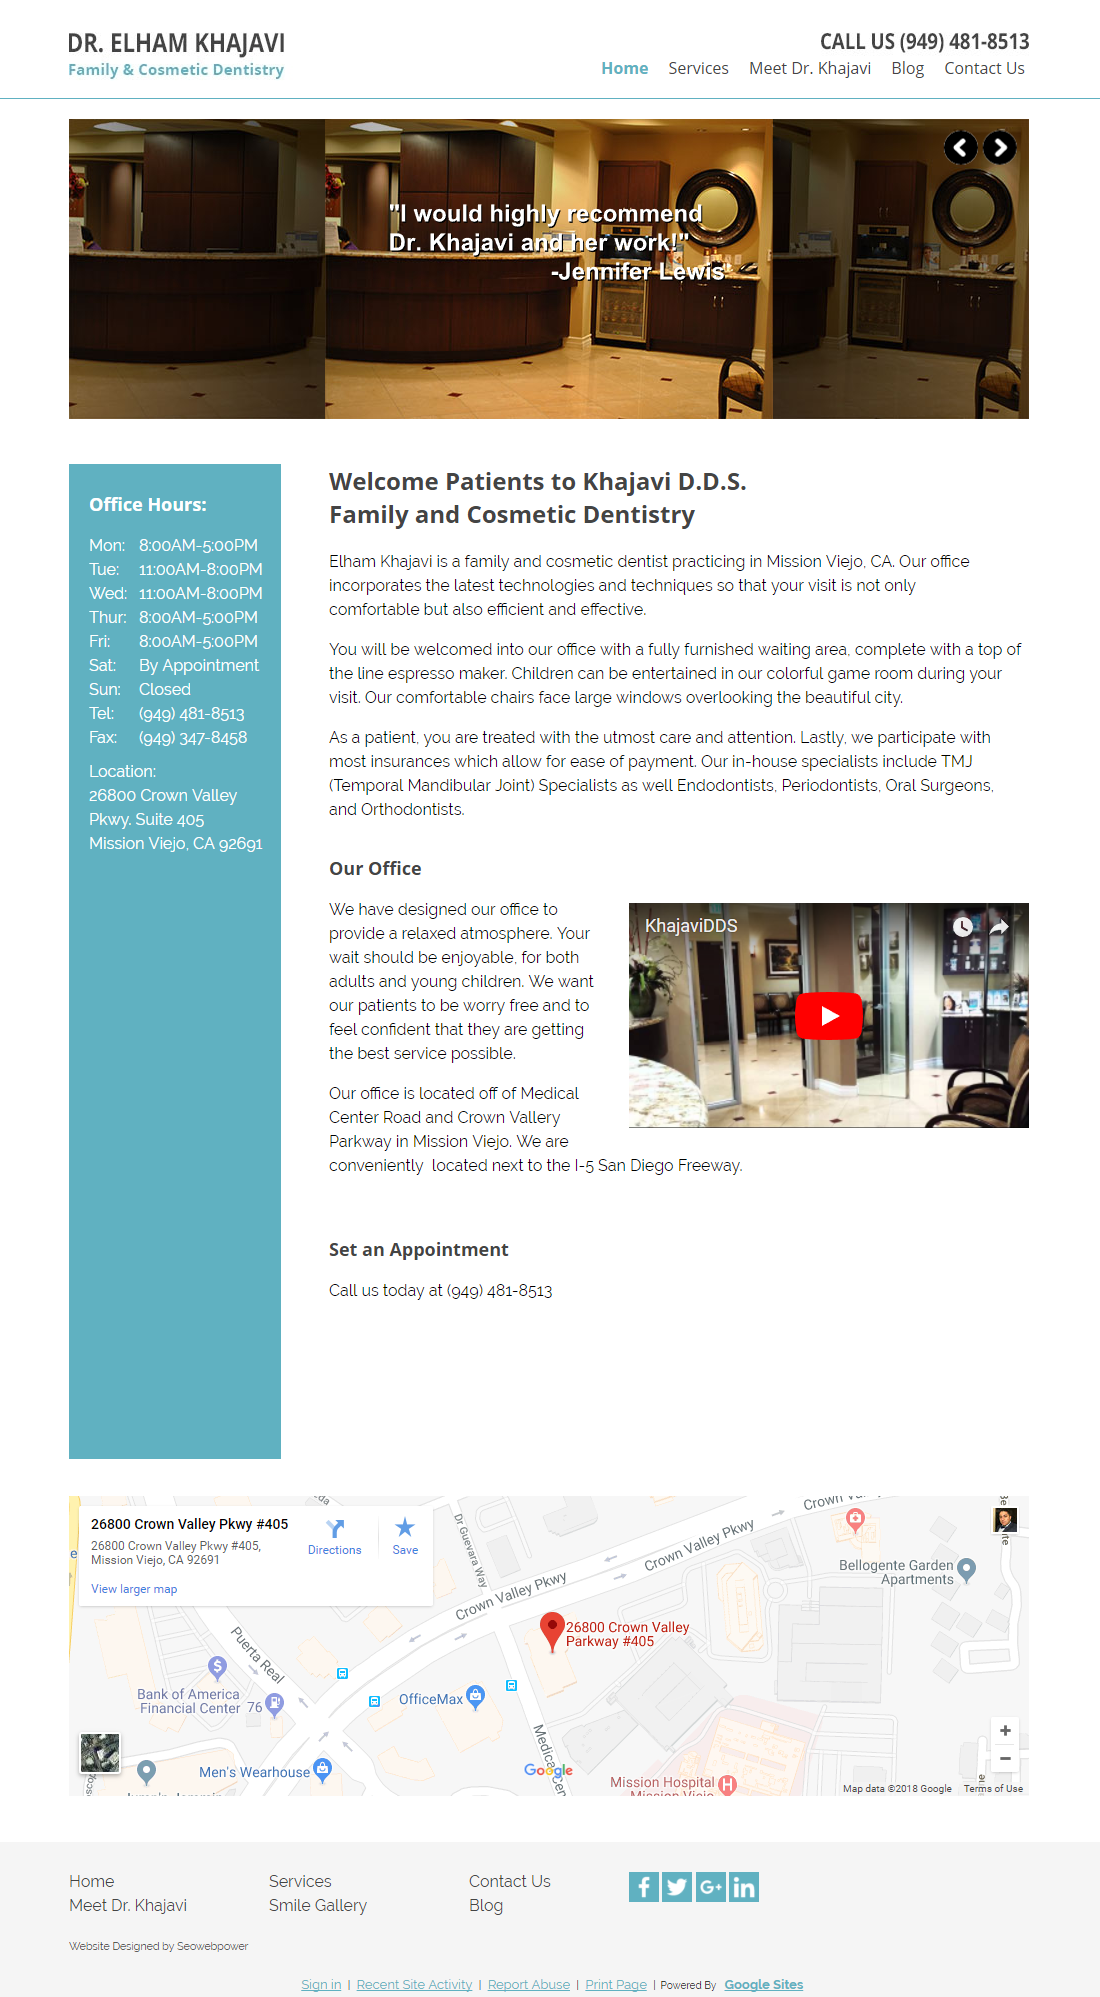 DR. ELHAM KHAJAVI
Family & Cosmetic Dentistry
CALL US (949) 481-8513
Home Services Meet Dr. Khajavi Blog Contact Us
"I would highly recommend
Dr. Khajavi and her work!"
-Jennifer Lewis"
Office Hours:
Mon: 8:00AM-5:00PM
Tue: 11:00AM-8:00PM
Wed: 11:00AM-8:00PM
Thur: 8:00AM-5:00PM
Fri: 8:00AM-5:00PM
Sat: By Appointment
Sun: Closed
Tel: (949) 481-8513
Fax: (949) 347-8458
Location:
26800 Crown Valley
Pkwy. Suite 405
Mission Viejo, CA 92691
Welcome Patients to Khajavi D.D.S.
Family and Cosmetic Dentistry
Elham Khajavi is a family and cosmetic dentist practicing in Mission Viejo, CA. Our office
incorporates the latest technologies and techniques so that your visit is not only
comfortable but also efficient and effective.
You will be welcomed into our office with a fully furnished waiting area, complete with a top of
the line espresso maker. Children can be entertained in our colorful game room during your
visit. Our comfortable chairs face large windows overlooking the beautiful city.
As a patient, you are treated with the utmost care and attention. Lastly, we participate with
most insurances which allow for ease of payment. Our in-house specialists include TMJ
(Temporal Mandibular Joint) Specialists as well Endodontists, Periodontists, Oral Surgeons,
and Orthodontists.
Our Office
We have designed our office to
provide a relaxed atmosphere. Your
wait should be enjoyable, for both
adults and young children. We want
our patients to be worry free and to
feel confident that they are getting
the best service possible.
KhajaviDDS
Our office is located off of Medical
Center Road and Crown Vallery
Parkway in Mission Viejo. We are
conveniently located next to the I-5 San Diego Freeway.
Set an Appointment
Call us today at (949) 481-8513
26800 Crown Valley Pkwy #405
26800 Crown Valley Pkwy #405,
Mission Viejo, CA 92691
View larger map
Directions
Save
Dr Guevara Way
Crown Valley Pkwy
Crown Valley Pkwy
Crown
Bellogente Garden
Apartments
26800 Crown Valley
Parkway #405
Puerta Real
Bank of America
Financial Center
76
OfficeMax
Men's Wearhouse
Google
Mission Hospital
Mission Viejo
Map data ©2018 Google Terms of Use
Home Services Contact Us
Meet Dr. Khajavi Smile Gallery Blog
Website Designed by Seowebpower
Sign in | Recent Site Activity | Report Abuse | Print Page | Powered By Google Sites